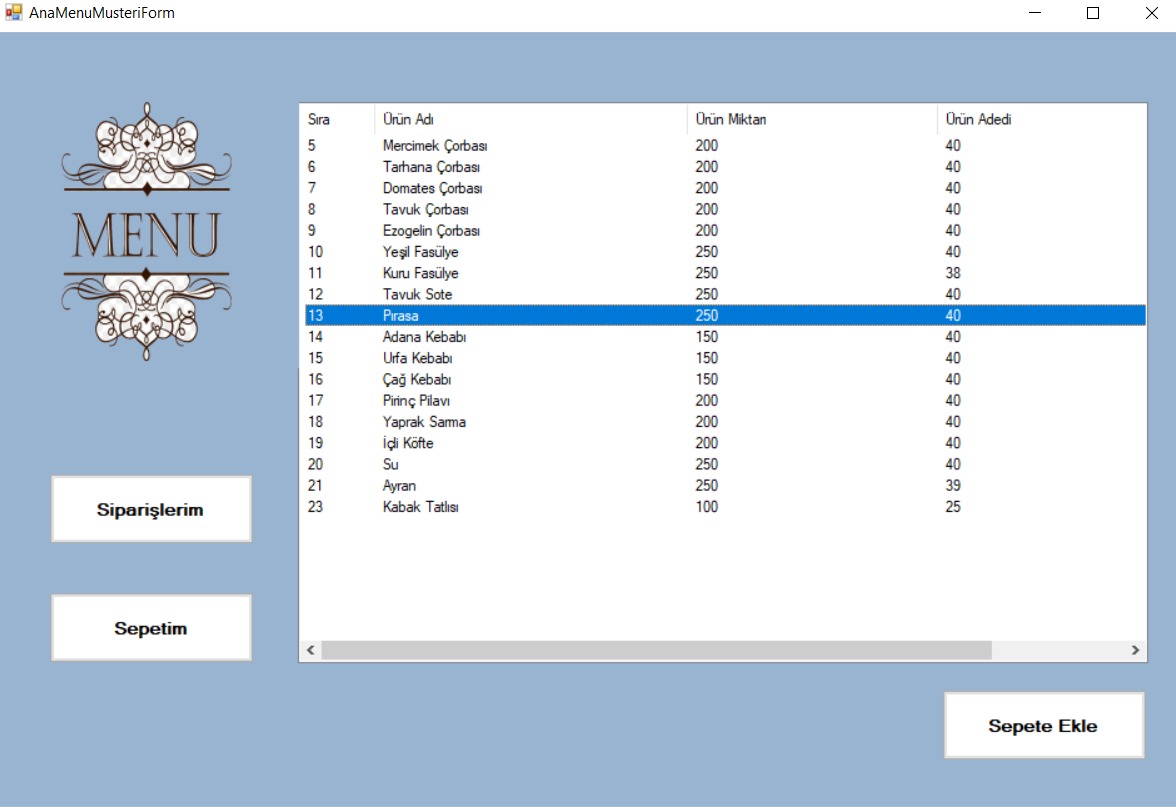 AnaMenuMusteriForm
MENU
Sıra Ürün Adı Ürün Miktarı Ürün Adedi
5 Mercimek Çorbası 200 40
6 Tarhana Çorbası 200 40
7 Domates Çorbası 200 40
8 Tavuk Çorbası 200 40
9 Ezogelin Çorbası 200 40
10 Yeşil Fasülye 250 40
11 Kuru Fasülye 250 38
12 Tavuk Sote 250 40
13 Pırasa 250 40
14 Adana Kebabı 150 40
15 Urfa Kebabı 150 40
16 Çağ Kebabı 150 40
17 Pirinç Pilavı 200 40
18 Yaprak Sarma 200 40
19 İçli Köfte 200 40
20 Su 250 40
21 Ayran 250 39
23 Kabak Tatlısı 100 25
Siparişlerim
Sepetim
Sepete Ekle